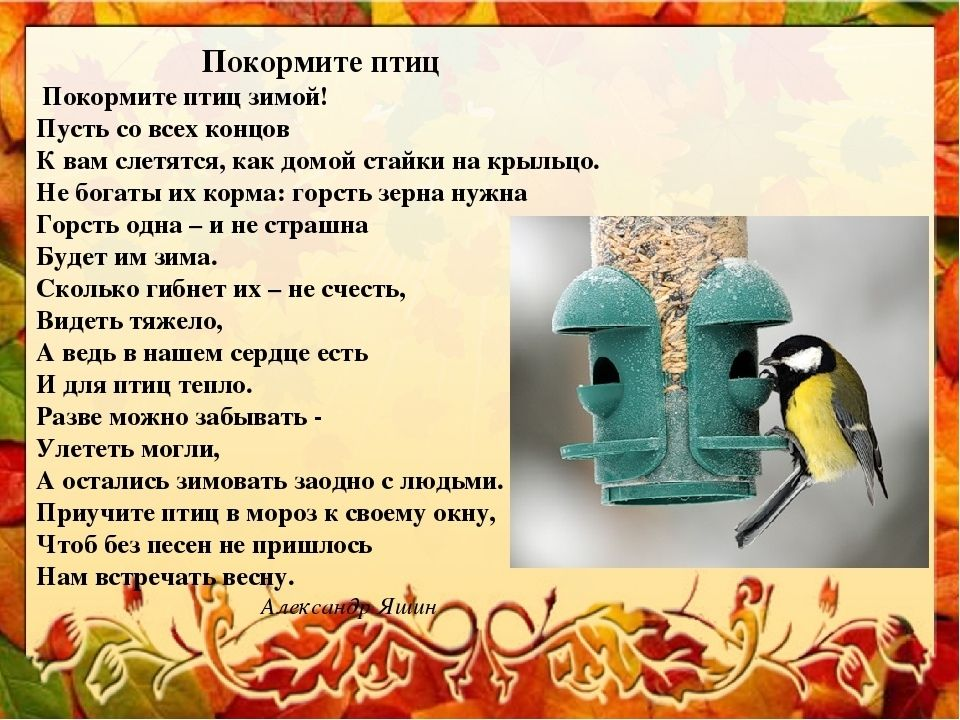 Покормите птиц
Покормите птиц зимой!
Пусть со всех концов
К вам слетятся, как домой стайки на крыльцо.
Не богаты их корма: горсть зерна нужна
Горсть одна – и не страшна
Будет им зима.
Сколько гибнет их – не счесть,
Видеть тяжело,
А ведь в нашем сердце есть
И для птиц тепло.
Разве можно забывать -
Улететь могли,
А остались зимовать заодно с людьми.
Приучите птиц в мороз к своему окну,
Чтоб без песен не пришлось
Нам встречать весну.
Александр Яшин